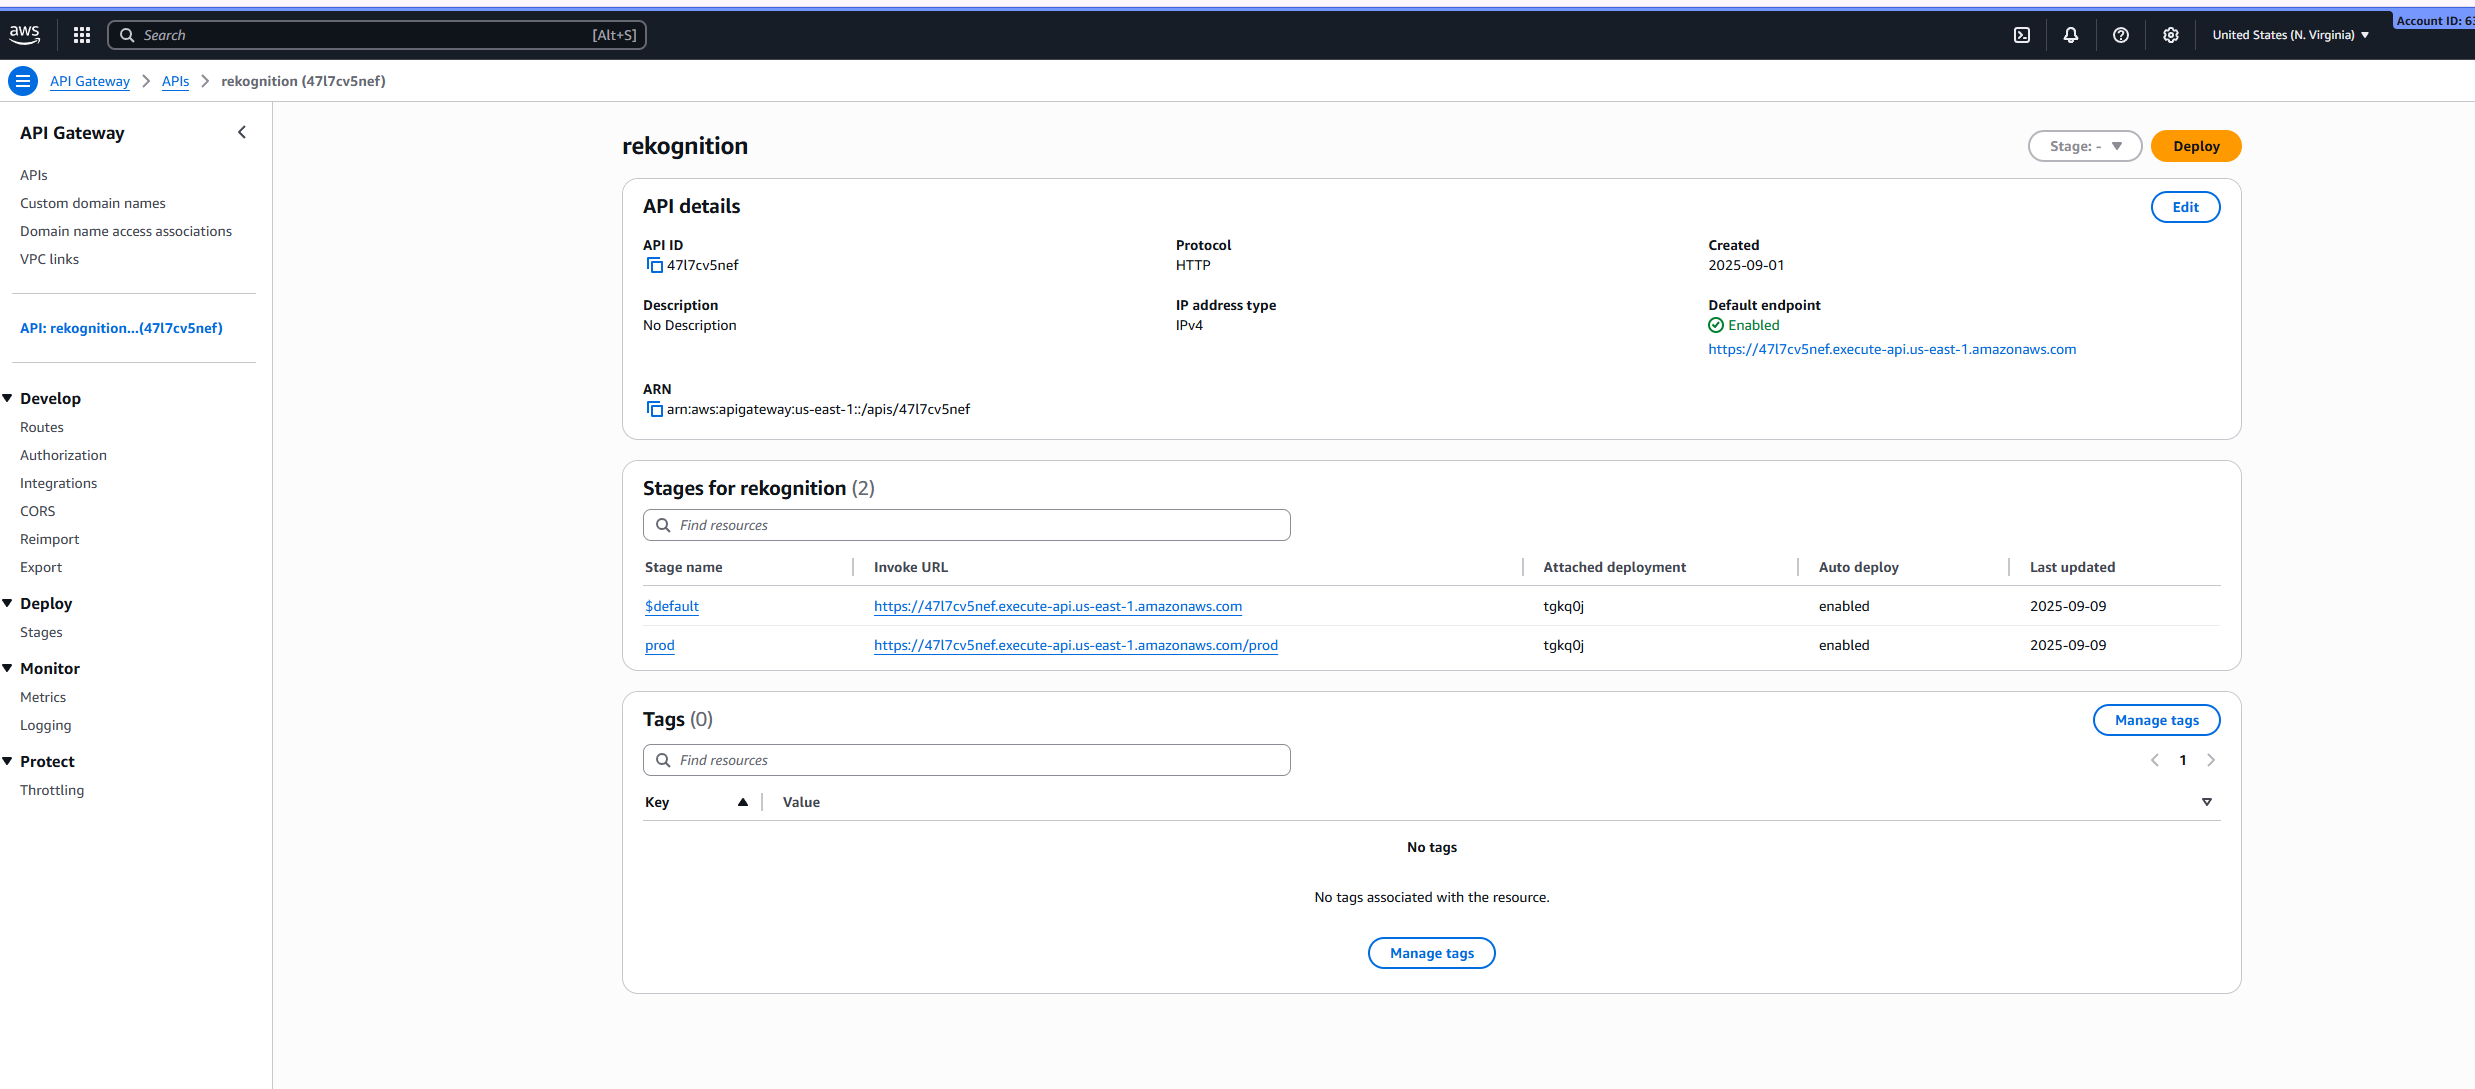 aws
Search [Alt+S]
United States (N. Virginia)
Account ID: 6
API Gateway > APIs > rekognition (47l7cv5nef)
API Gateway
APIs
Custom domain names
Domain name access associations
VPC links
API: rekognition...(47l7cv5nef)
Develop
Routes
Authorization
Integrations
CORS
Reimport
Export
Deploy
Stages
Monitor
Metrics
Logging
Protect
Throttling
rekognition
Stage: -
Deploy
API details
Edit
API ID
47l7cv5nef
Protocol
HTTP
Created
2025-09-01
Description
No Description
IP address type
IPv4
Default endpoint
Enabled
https://47l7cv5nef.execute-api.us-east-1.amazonaws.com
ARN
arn:aws:apigateway:us-east-1::/apis/47l7cv5nef
Stages for rekognition (2)
Find resources
Stage name Invoke URL Attached deployment Auto deploy Last updated
$default https://47l7cv5nef.execute-api.us-east-1.amazonaws.com tgkq0j enabled 2025-09-09
prod https://47l7cv5nef.execute-api.us-east-1.amazonaws.com/prod tgkq0j enabled 2025-09-09
Tags (0)
Manage tags
Find resources
1
Key Value
No tags
No tags associated with the resource.
Manage tags